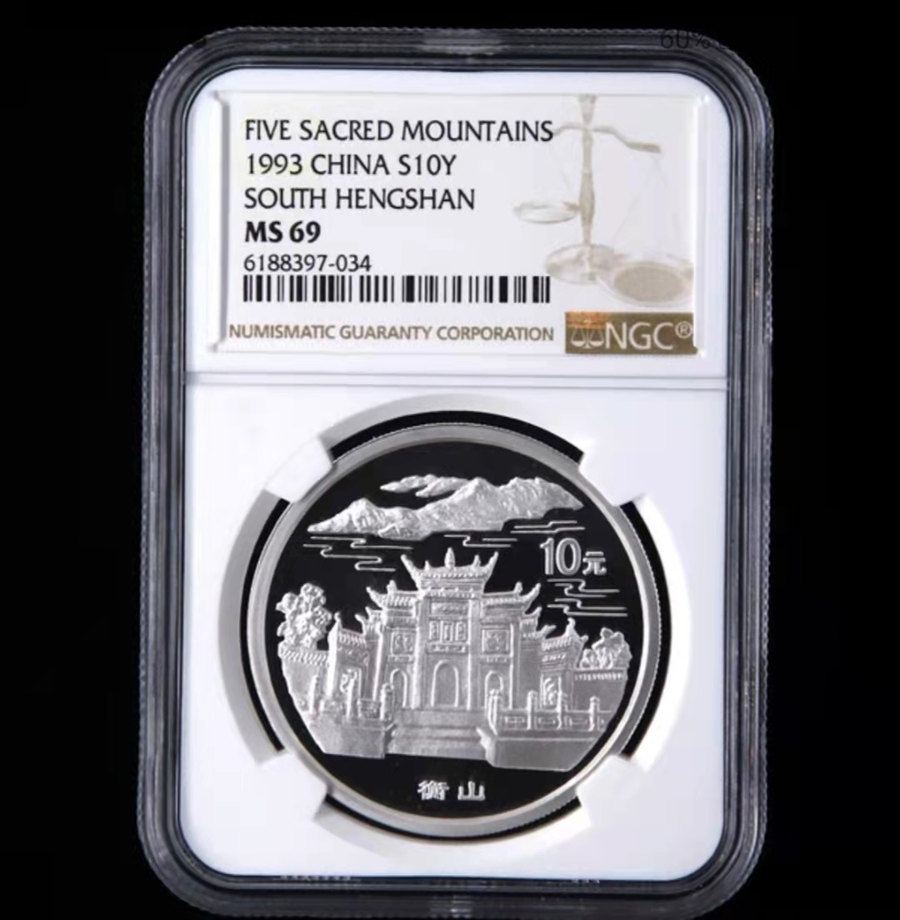 60%
FIVE SACRED MOUNTAINS
1993 CHINA S10Y
SOUTH HENGSHAN
MS 69
6188397-034
NUMISMATIC GUARANTY CORPORATION
NGC®
10元
衡山